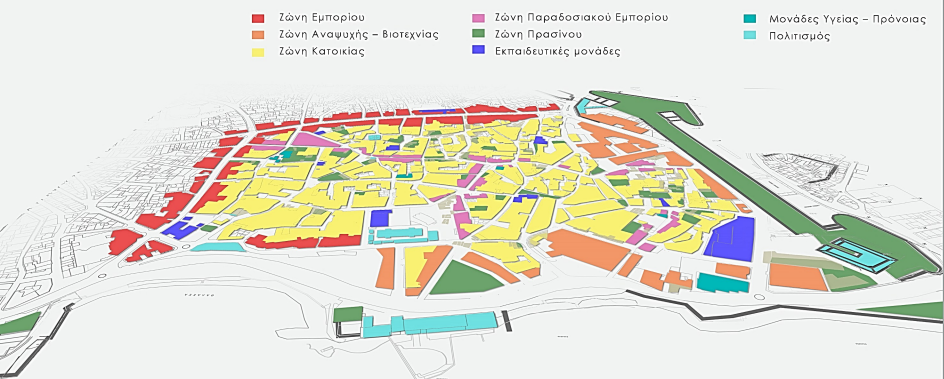 Ζώνη Εμπορίου
Ζώνη Αναψυχής – Βιοτεχνίας
Ζώνη Κατοικίας
Ζώνη Παραδοσιακού Εμπορίου
Ζώνη Πρασίνου
Εκπαιδευτικές μονάδες
Μονάδες Υγείας – Πρόνοιας
Πολιτισμός